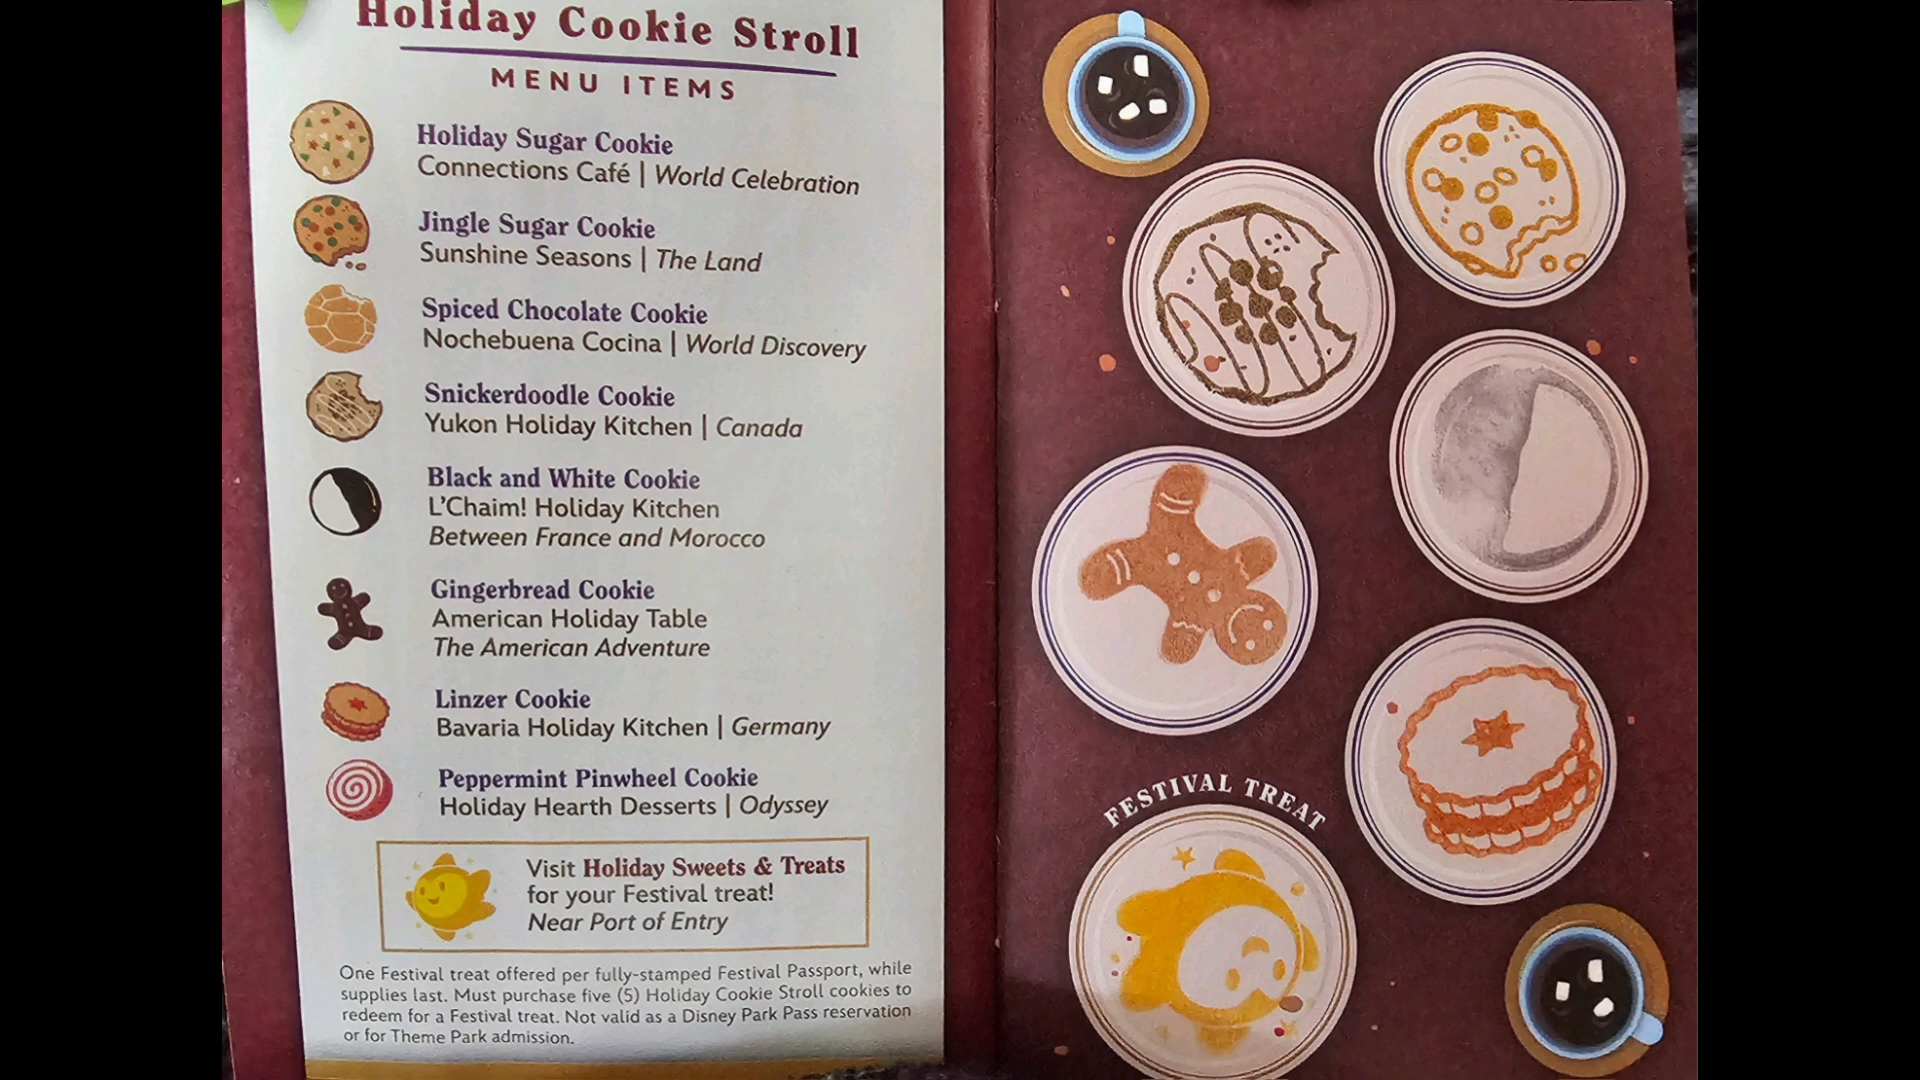 Holiday Cookie Stroll
MENU ITEMS
Holiday Sugar Cookie
Connections Café | World Celebration
Jingle Sugar Cookie
Sunshine Seasons | The Land
Spiced Chocolate Cookie
Nochebuena Cocina | World Discovery
Snickerdoodle Cookie
Yukon Holiday Kitchen | Canada
Black and White Cookie
L'Chaim! Holiday Kitchen
Between France and Morocco
Gingerbread Cookie
American Holiday Table
The American Adventure
Linzer Cookie
Bavaria Holiday Kitchen | Germany
Peppermint Pinwheel Cookie
Holiday Hearth Desserts | Odyssey
Visit Holiday Sweets & Treats
for your Festival treat!
Near Port of Entry
One Festival treat offered per fully-stamped Festival Passport, while
supplies last. Must purchase five (5) Holiday Cookie Stroll cookies to
redeem for a Festival treat. Not valid as a Disney Park Pass reservation
or for Theme Park admission.
FESTIVAL TREAT